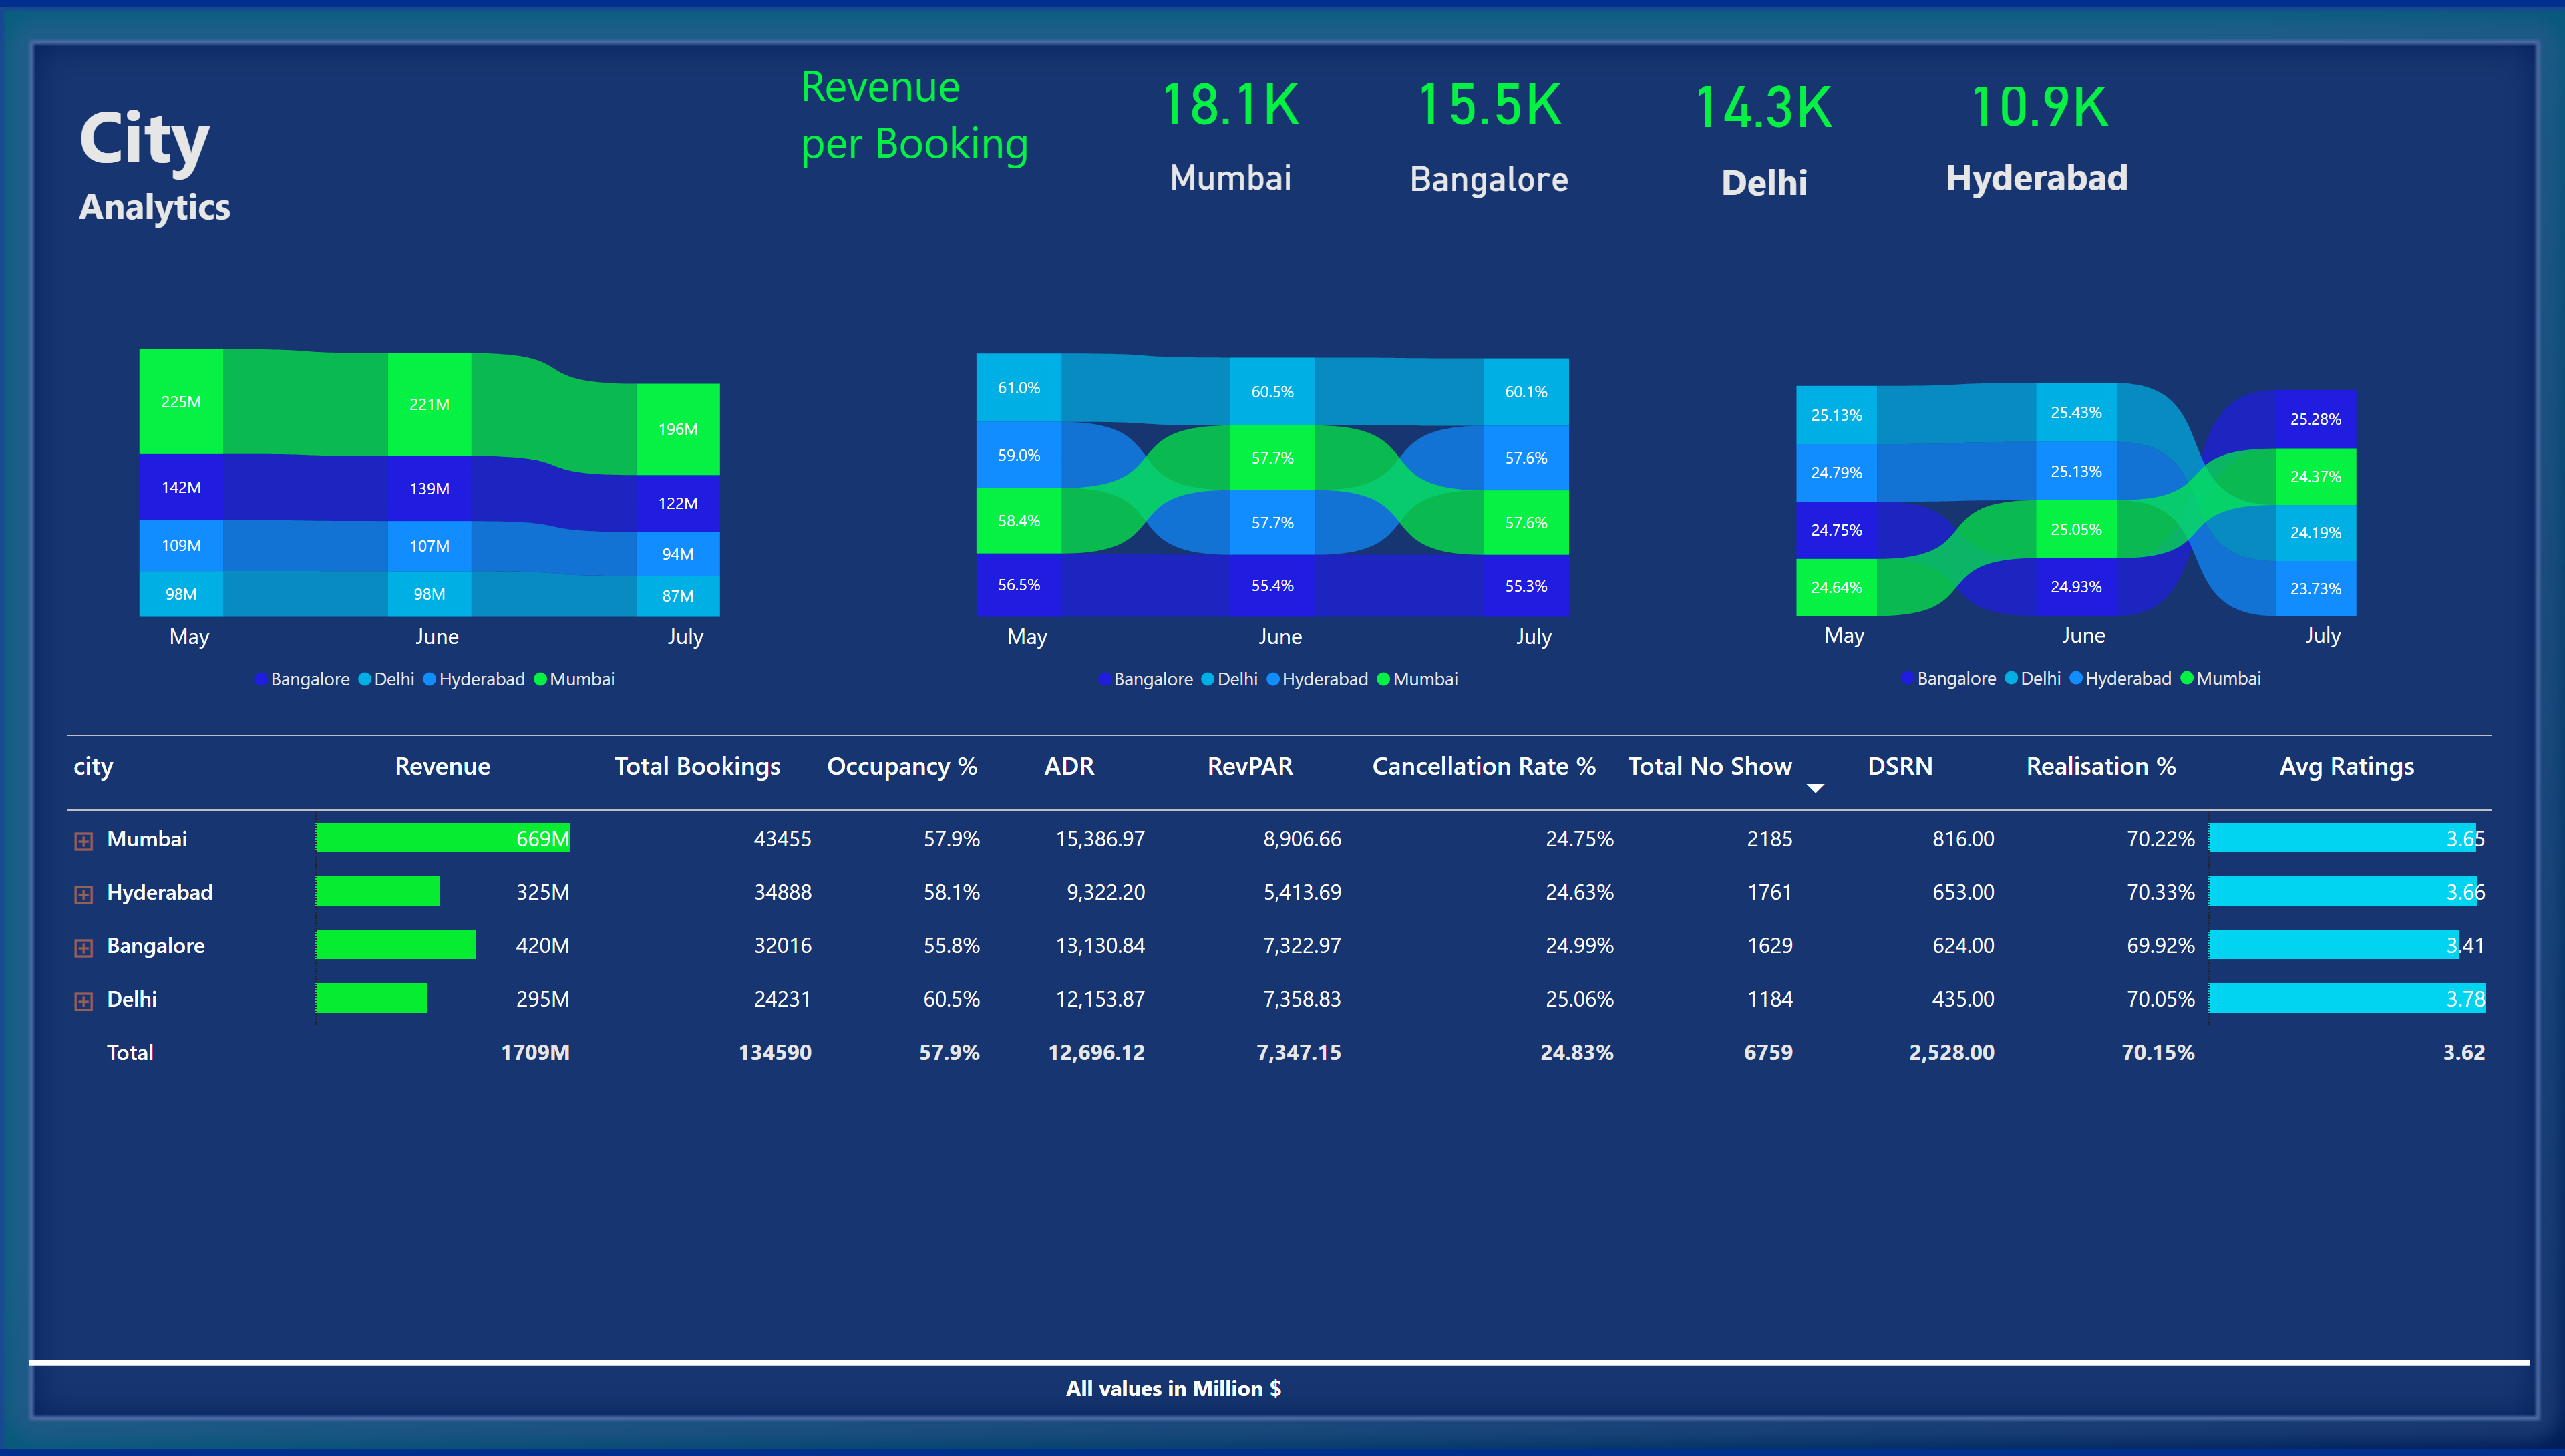 City
Analytics
Revenue
per Booking
18.1K
Mumbai
15.5K
Bangalore
14.3K
Delhi
10.9K
Hyderabad
225M 221M 196M
142M 139M 122M
109M 107M 94M
98M 98M 87M
May June July
Bangalore Delhi Hyderabad Mumbai
61.0% 60.5% 60.1%
59.0% 57.7% 57.6%
58.4% 57.7% 57.6%
56.5% 55.4% 55.3%
May June July
Bangalore Delhi Hyderabad Mumbai
25.13% 25.43% 25.28%
24.79% 25.13% 24.37%
24.75% 25.05% 24.19%
24.64% 24.93% 23.73%
May June July
Bangalore Delhi Hyderabad Mumbai
city Revenue Total Bookings Occupancy % ADR RevPAR Cancellation Rate % Total No Show DSRN Realisation % Avg Ratings
Mumbai 669M 43455 57.9% 15,386.97 8,906.66 24.75% 2185 816.00 70.22% 3.65
Hyderabad 325M 34888 58.1% 9,322.20 5,413.69 24.63% 1761 653.00 70.33% 3.66
Bangalore 420M 32016 55.8% 13,130.84 7,322.97 24.99% 1629 624.00 69.92% 3.41
Delhi 295M 24231 60.5% 12,153.87 7,358.83 25.06% 1184 435.00 70.05% 3.78
Total 1709M 134590 57.9% 12,696.12 7,347.15 24.83% 6759 2,528.00 70.15% 3.62
All values in Million $